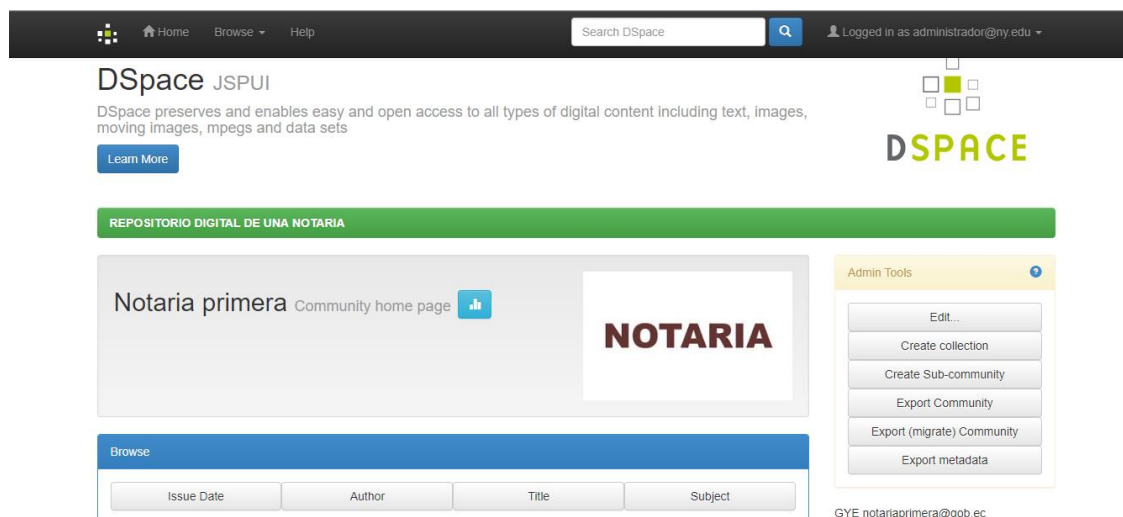 Home Browse Help Search DSpace Logged in as administrador@ny.edu
DSpace JSPUI
DSpace preserves and enables easy and open access to all types of digital content including text, images,
moving images, mpegs and data sets
Learn More
DSPACE
REPOSITORIO DIGITAL DE UNA NOTARIA
Notaria primera Community home page
NOTARIA
Browse
Issue Date Author Title Subject
Admin Tools
Edit...
Create collection
Create Sub-community
Export Community
Export (migrate) Community
Export metadata
GYE notariaprimera@gob.ec